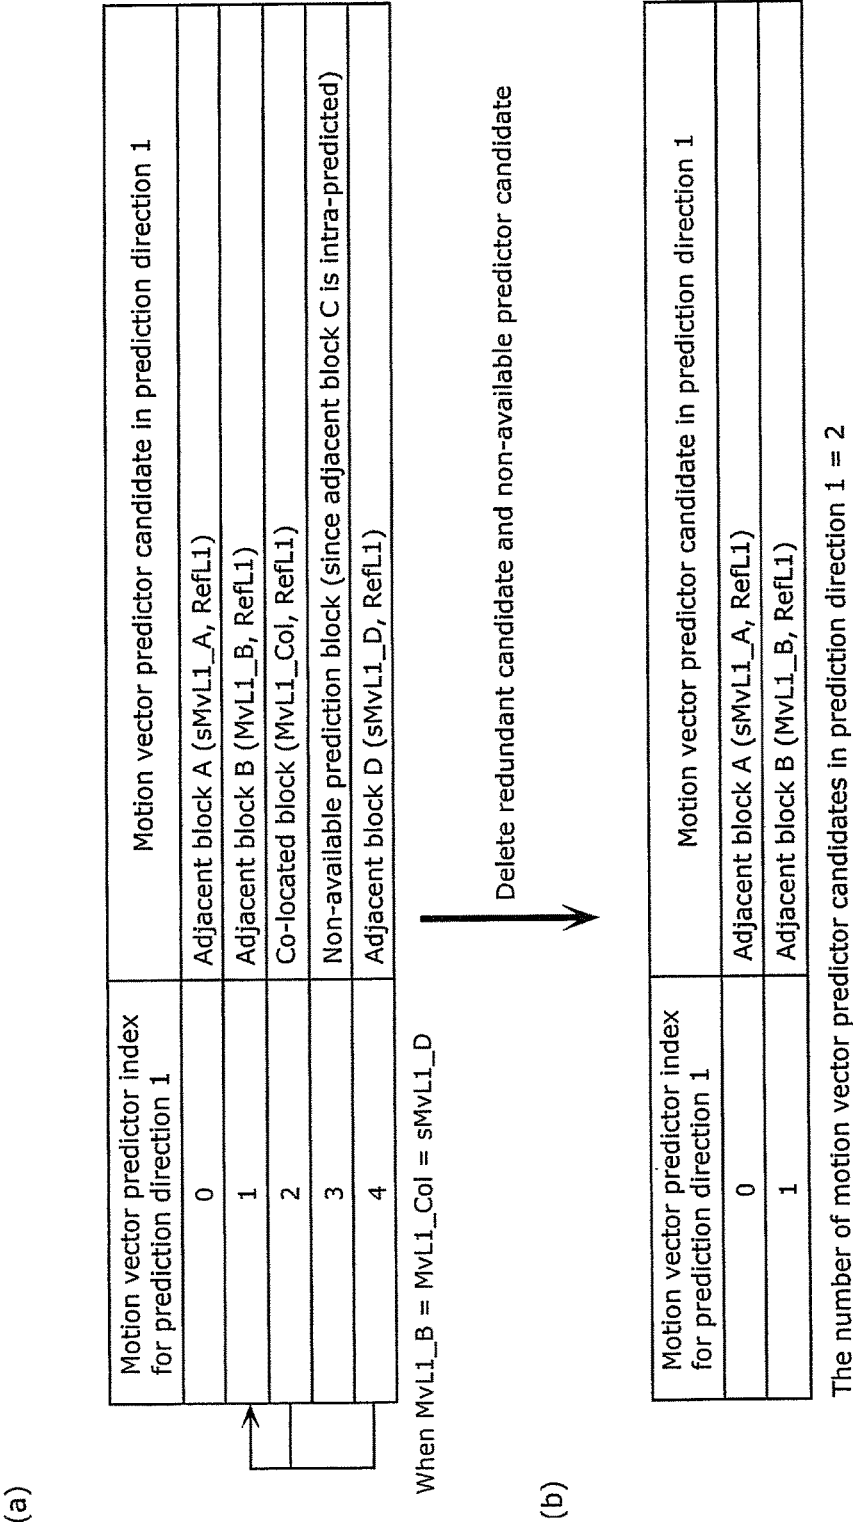 (a)
Motion vector predictor index
for prediction direction 1
Motion vector predictor candidate in prediction direction 1
0
Adjacent block A (sMvL1_A, RefL1)
1
Adjacent block B (MvL1_B, RefL1)
2
Co-located block (MvL1_Col, RefL1)
3
Non-available prediction block (since adjacent block C is intra-predicted)
4
Adjacent block D (sMvL1_D, RefL1)
When MvL1_B = MvL1_Col = sMvL1_D
Delete redundant candidate and non-available predictor candidate
(b)
Motion vector predictor index
for prediction direction 1
Motion vector predictor candidate in prediction direction 1
0
Adjacent block A (sMvL1_A, RefL1)
1
Adjacent block B (MvL1_B, RefL1)
The number of motion vector predictor candidates in prediction direction 1 = 2